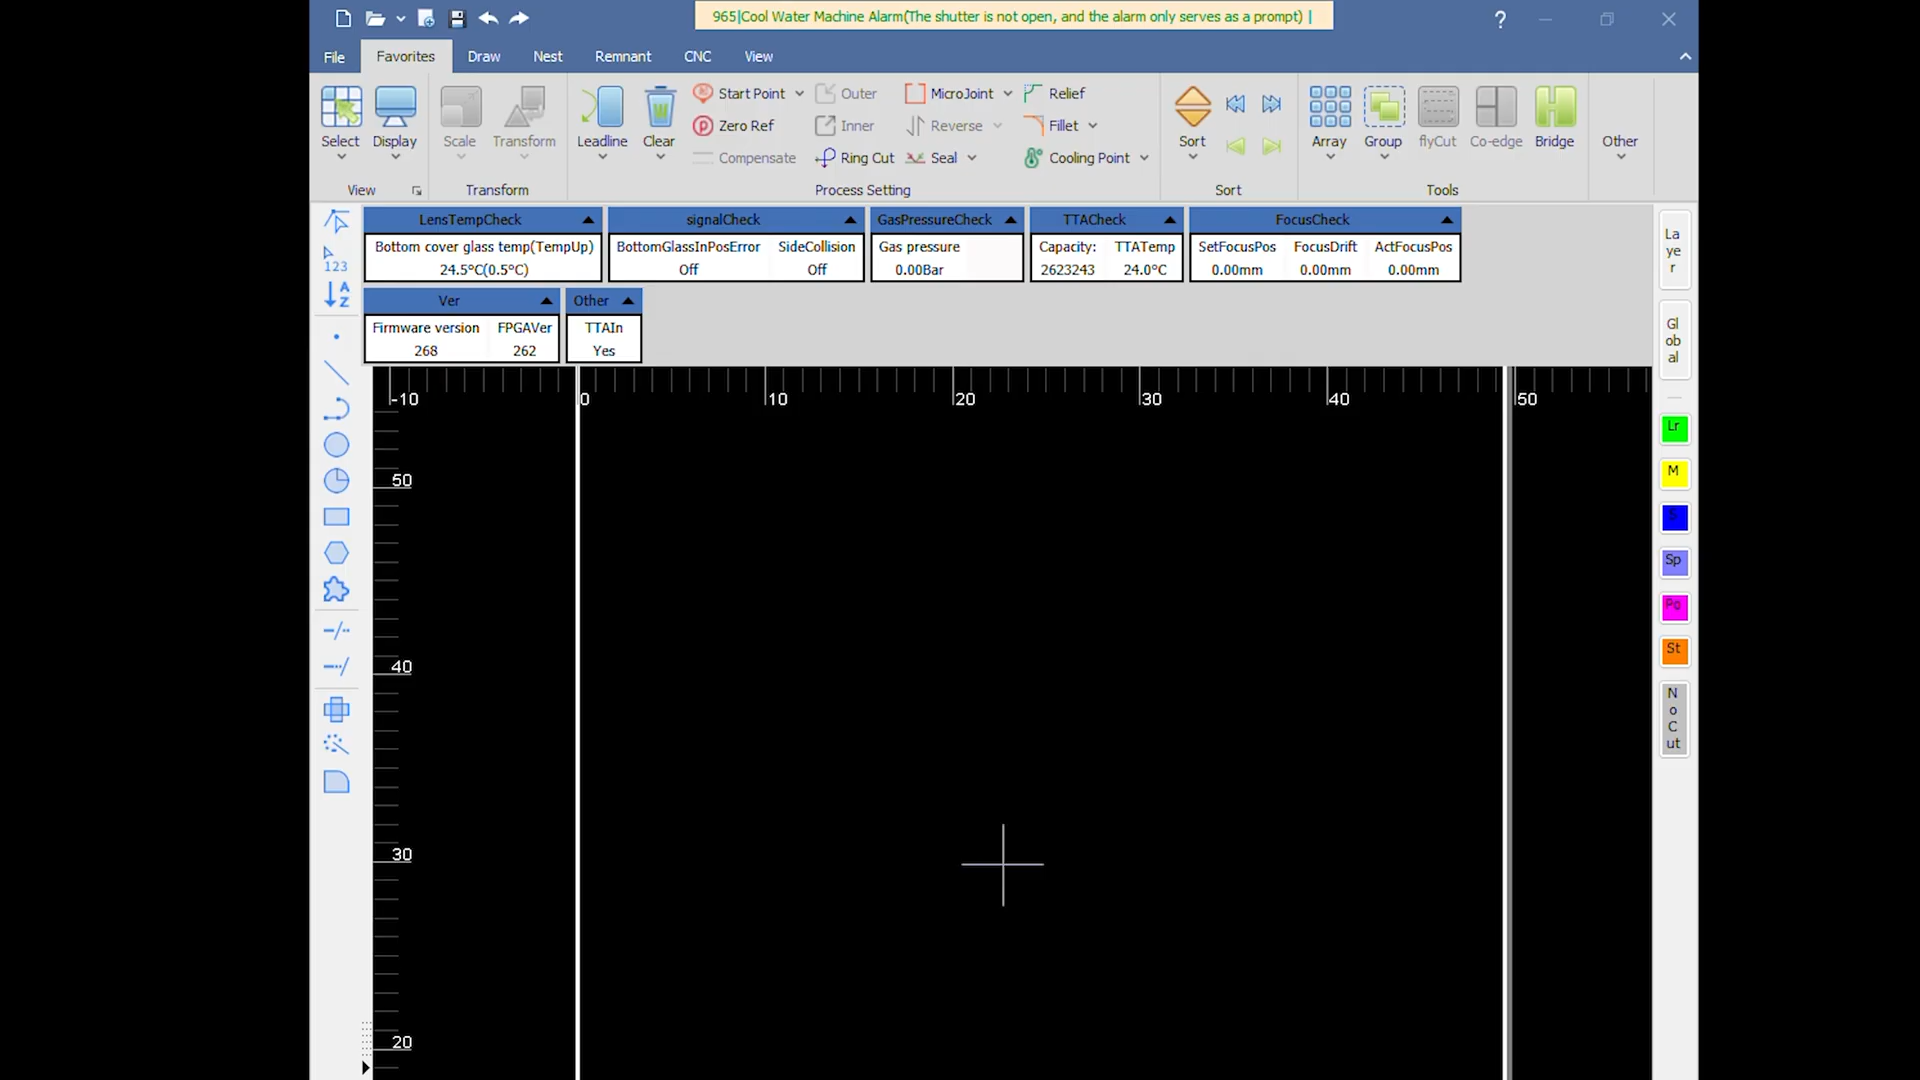 965|Cool Water Machine Alarm(The shutter is not open, and the alarm only serves as a prompt) |
?
File Favorites Draw Nest Remnant CNC View
Start Point Outer MicroJoint Relief
Zero Ref Inner Reverse Fillet
Select Display Scale Transform Leadline Clear Sort Array Group flyCut Co-edge Bridge Other
Compensate Ring Cut Seal Cooling Point
View Transform Process Setting Sort Tools
LensTempCheck signalCheck GasPressureCheck TTACheck FocusCheck
Bottom cover glass temp(TempUp) BottomGlassInPosError SideCollision Gas pressure Capacity: TTATemp SetFocusPos FocusDrift ActFocusPos
24.5°C(0.5°C) Off Off 0.00Bar 2623243 24.0°C 0.00mm 0.00mm 0.00mm
Ver Other
Firmware version FPGAVer TTAIn
268 262 Yes
123
A
Z
-10 0 10 20 30 40 50
50
40
30
20
La
ye
r
Gl
ob
al
Lr
M
S
Sp
Po
St
N
o
C
ut